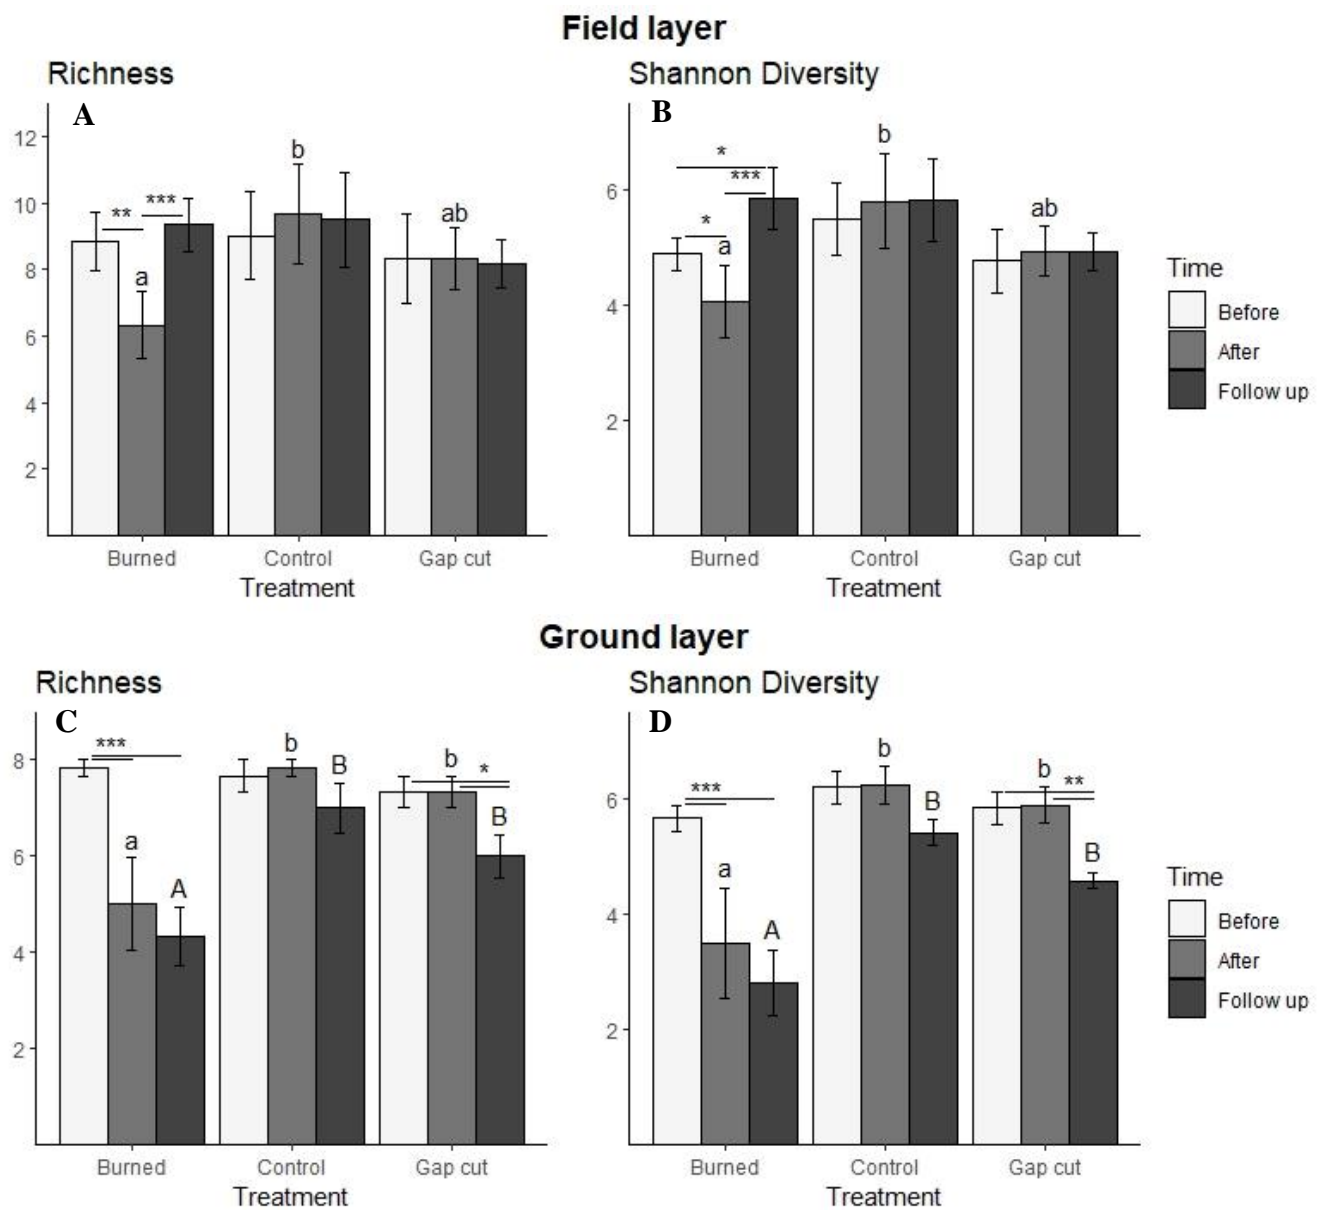 Field layer
Richness
A
12
10
8
6
4
2
** ***
a
b
ab
Burned Control Gap cut
Treatment
Shannon Diversity
B
6
4
2
*
***
*
a
b
ab
Burned Control Gap cut
Treatment
Time
Before
After
Follow up
Ground layer
Richness
C
8
6
4
2
***
a
A
b
B
b
*
B
Burned Control Gap cut
Treatment
Shannon Diversity
D
6
4
2
***
a
A
b
B
b
**
B
Burned Control Gap cut
Treatment
Time
Before
After
Follow up